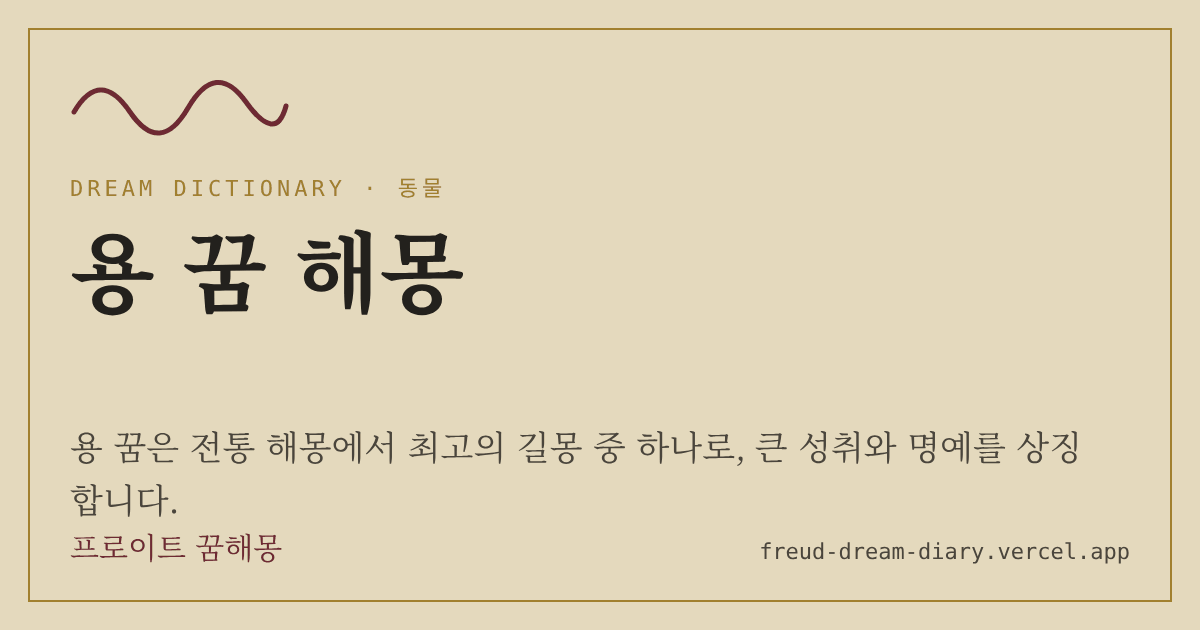 DREAM DICTIONARY · 동물
용 꿈 해몽
용 꿈은 전통 해몽에서 최고의 길몽 중 하나로, 큰 성취와 명예를 상징
합니다.
프로이트 꿈해몽
freud-dream-diary.vercel.app